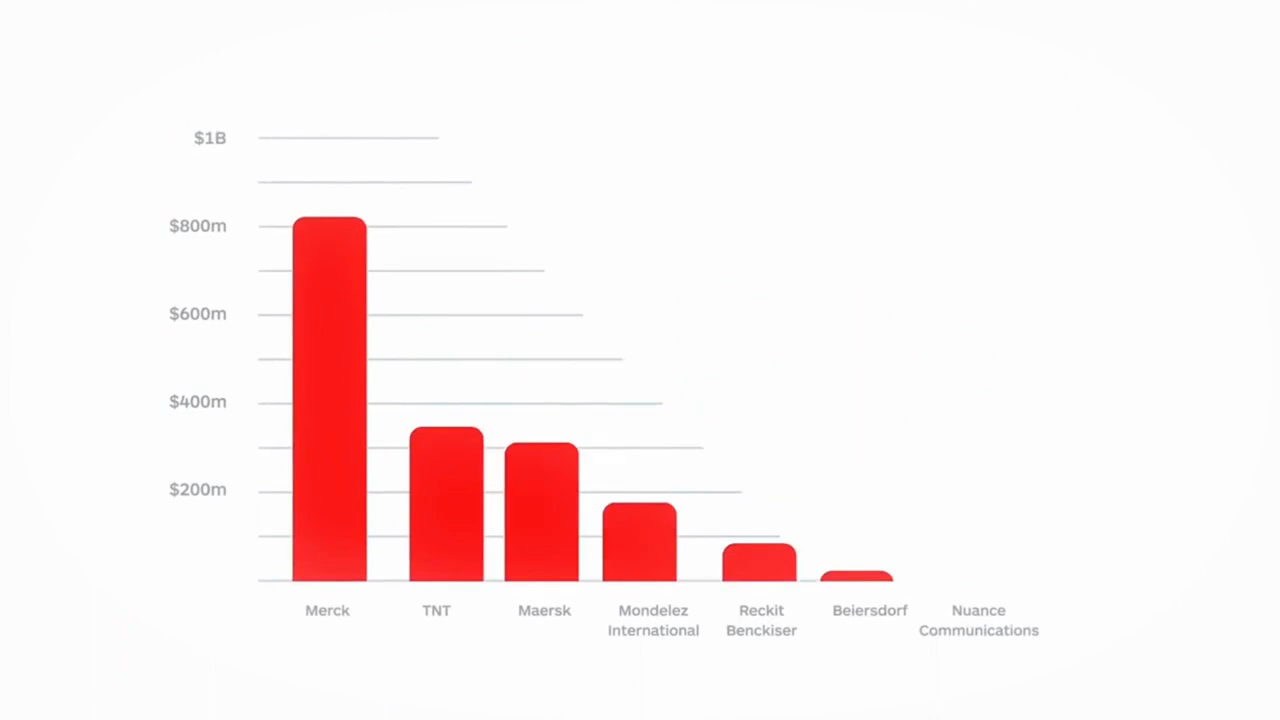 $1B
$800m
$600m
$400m
$200m
Merck
TNT
Maersk
Mondelez
International
Reckit
Benckiser
Beiersdorf
Nuance
Communications